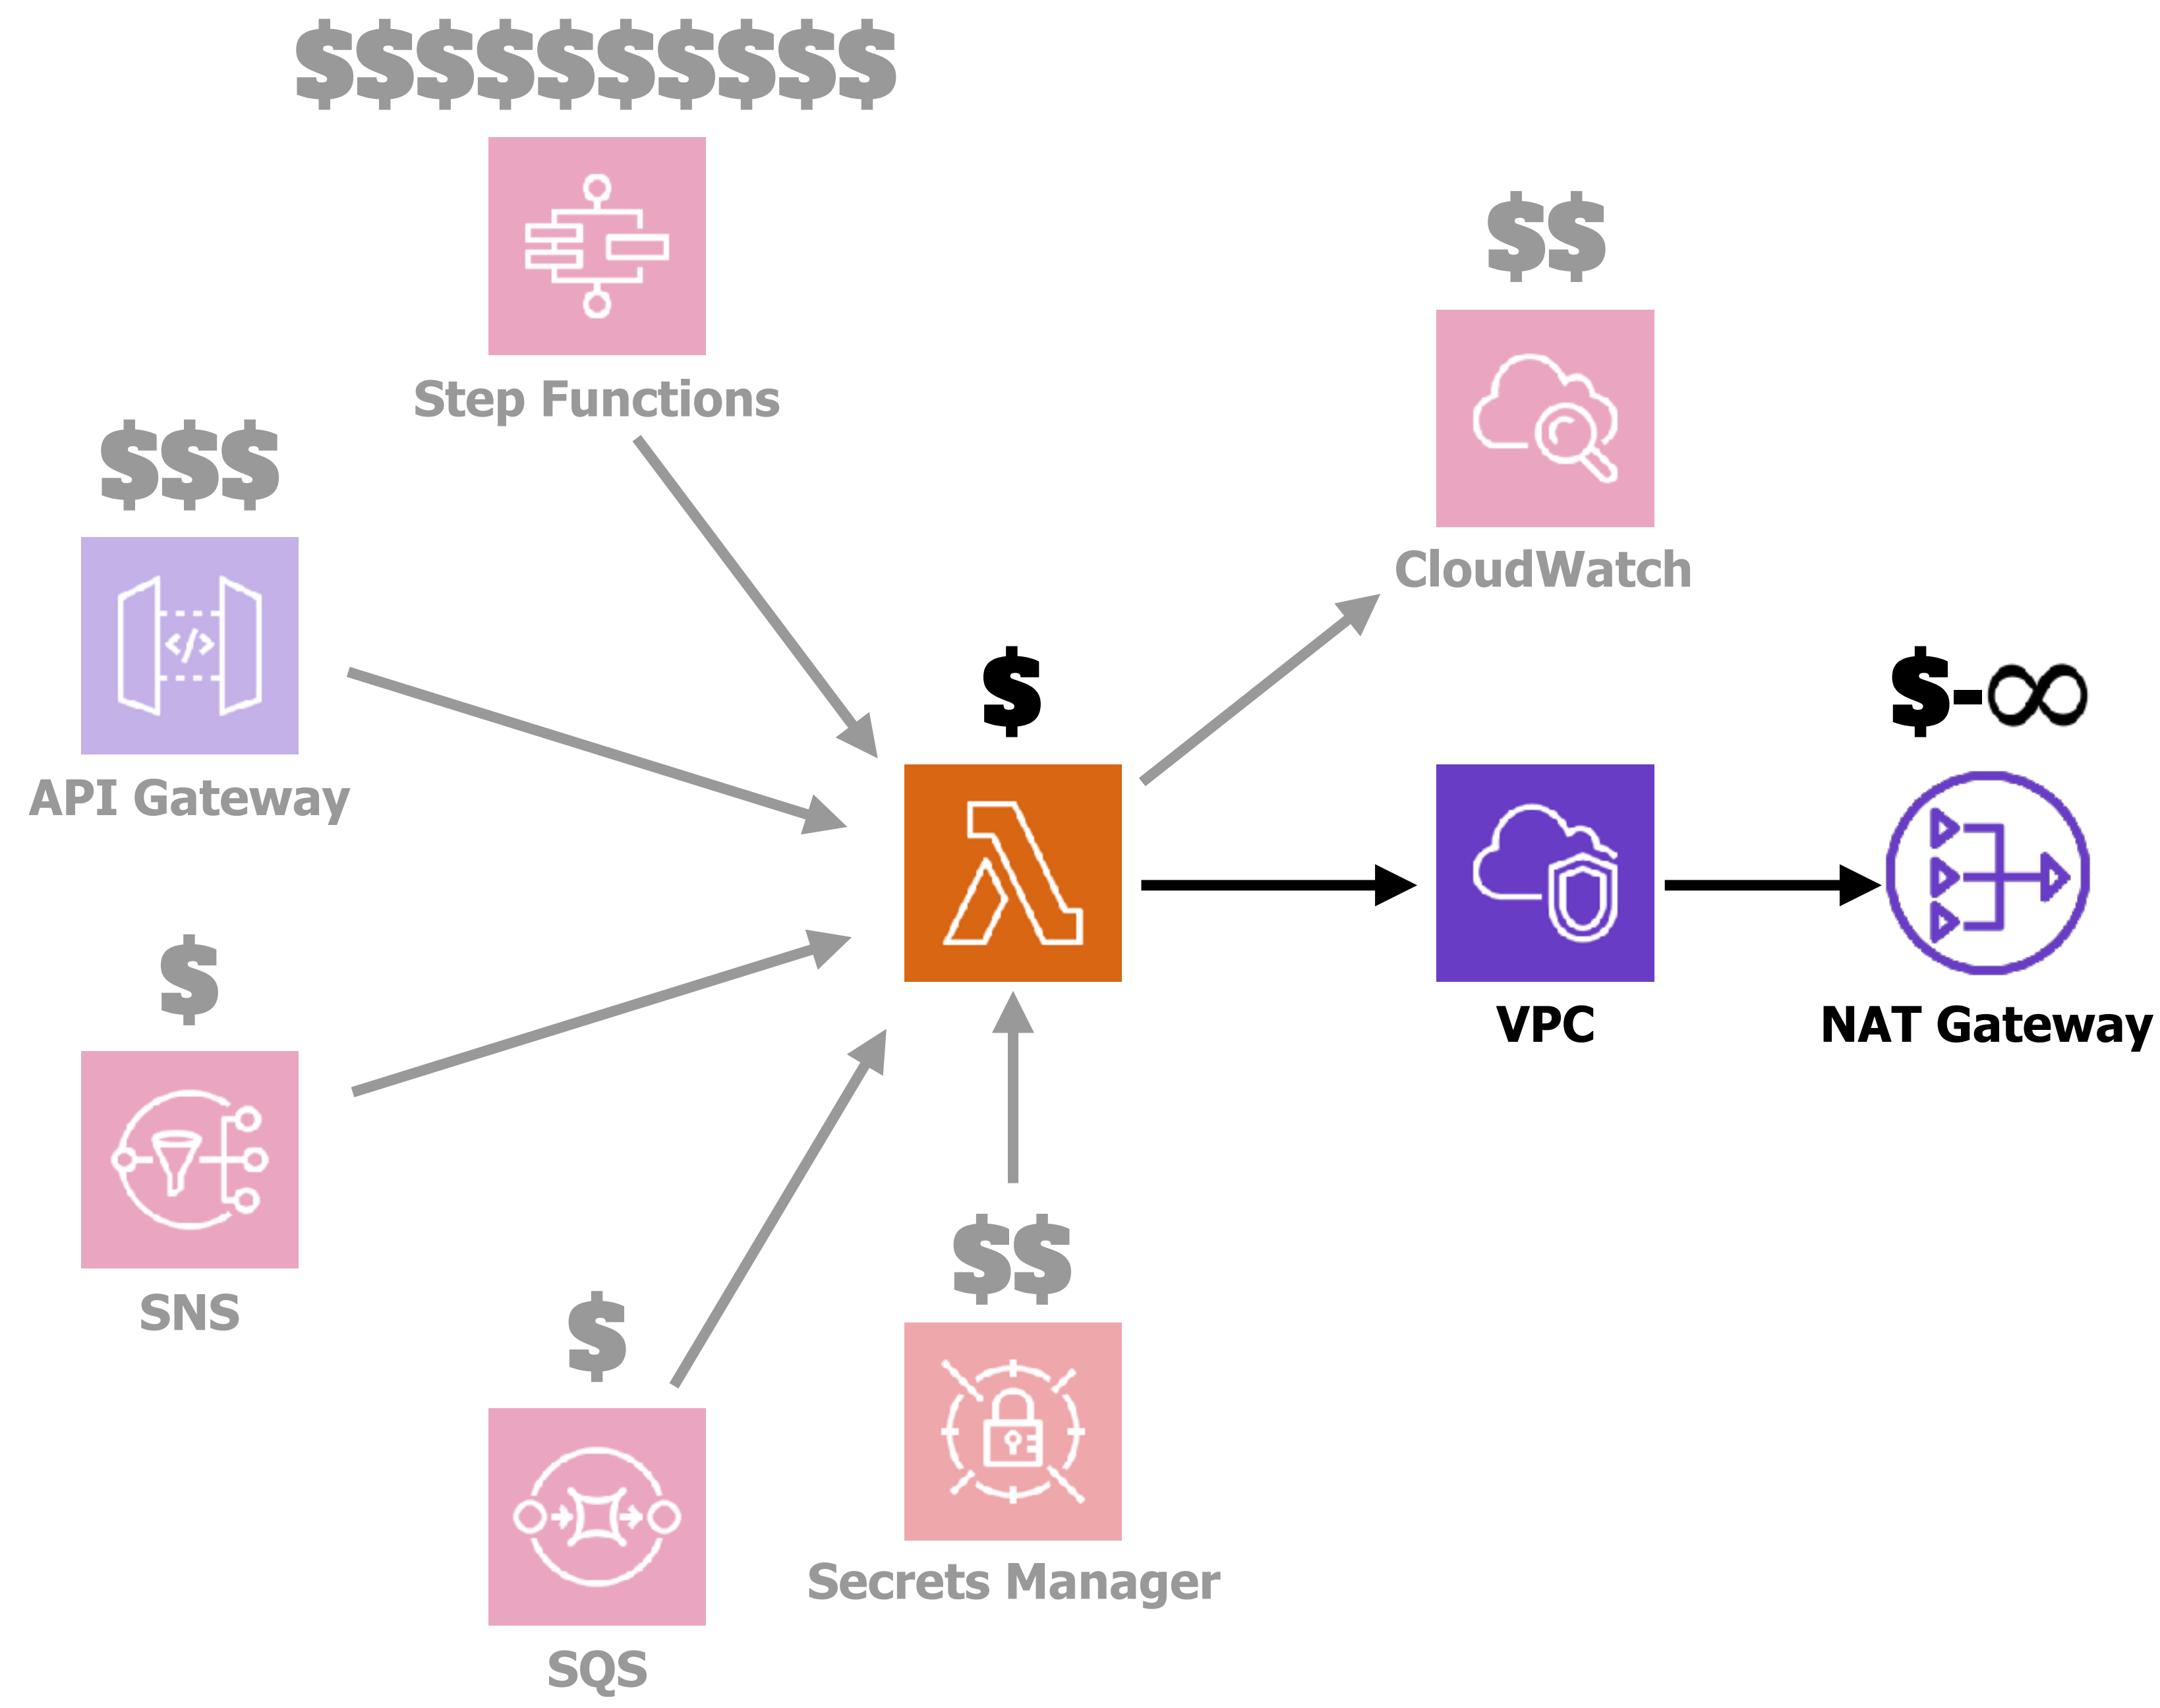 $$$$$$$$$$
Step Functions
$$
CloudWatch
$$$
</>
API Gateway
$
$-∞
VPC
NAT Gateway
$
SNS
$$
Secrets Manager
$
SQS